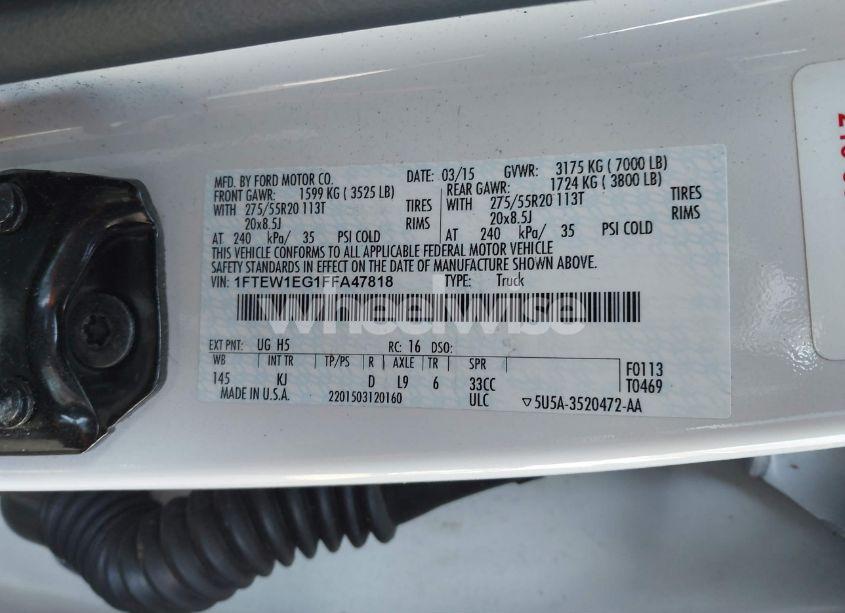 MFD. BY FORD MOTOR CO. DATE: 03/15 GVWR: 3175 KG ( 7000 LB)
FRONT GAWR: 1599 KG ( 3525 LB) REAR GAWR: 1724 KG ( 3800 LB)
WITH 275/55R20 113T TIRES WITH 275/55R20 113T TIRES
20x8.5J RIMS 20x8.5J RIMS
AT 240 kPa/ 35 PSI COLD AT 240 kPa/ 35 PSI COLD
THIS VEHICLE CONFORMS TO ALL APPLICABLE FEDERAL MOTOR VEHICLE
SAFETY STANDARDS IN EFFECT ON THE DATE OF MANUFACTURE SHOWN ABOVE.
VIN: 1FTEW1EG1FFA47818 TYPE: Truck
wheelwise
EXT PNT: UG H5 RC: 16 DSO:
WB INT TR TP/PS R AXLE TR SPR F0113
145 KJ D L9 6 33CC T0469
MADE IN U.S.A. 2201503120160 ULC ▽5U5A-3520472-AA